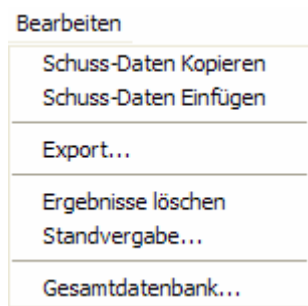 Bearbeiten
Schuss-Daten Kopieren
Schuss-Daten Einfügen
Export...
Ergebnisse löschen
Standvergabe...
Gesamtdatenbank...